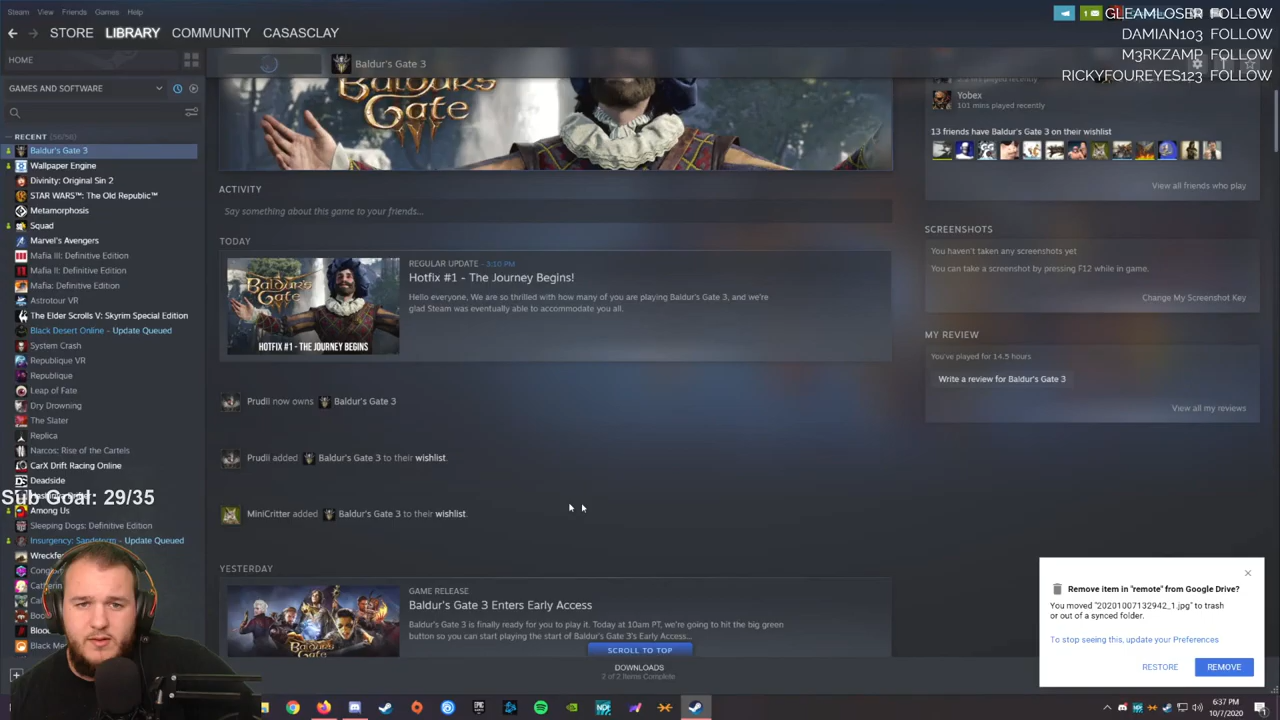 Steam View Friends Games Help
1
GLEAMLOSER FOLLOW
DAMIAN103 FOLLOW
M3RKZAMP FOLLOW
RICKYFOUREYES123 FOLLOW
STORE LIBRARY COMMUNITY CASASCLAY
HOME
Baldur's Gate 3
GAMES AND SOFTWARE
RECENT
Baldur's Gate 3
Wallpaper Engine
Divinity: Original Sin 2
STAR WARS™: The Old Republic™
Metamorphosis
Squad
Marvel's Avengers
Mafia III: Definitive Edition
Mafia II: Definitive Edition
Mafia: Definitive Edition
Astrotour VR
The Elder Scrolls V: Skyrim Special Edition
Black Desert Online - Update Queued
System Crash
Republique VR
Republique
Leap of Fate
Dry Drowning
The Slater
Replica
Narcos: Rise of the Cartels
CarX Drift Racing Online
Deadside
Sub Goal: 29/35
Among Us
Sleeping Dogs: Definitive Edition
Insurgency: Sandstorm - Update Queued
BALDUR'S
GATE
III
ACTIVITY
Say something about this game to your friends...
TODAY
BALDUR'S
GATE
HOTFIX #1 - THE JOURNEY BEGINS
REGULAR UPDATE - 3:10 PM
Hotfix #1 - The Journey Begins!
Hello everyone, We are so thrilled with how many of you are playing Baldur's Gate 3, and we're
glad Steam was eventually able to accommodate you all.
Prudii now owns Baldur's Gate 3
Prudii added Baldur's Gate 3 to their wishlist.
MiniCritter added Baldur's Gate 3 to their wishlist.
YESTERDAY
BALDUR'S
GAME RELEASE
Baldur's Gate 3 Enters Early Access
Baldur's Gate 3 is finally ready for you to play it. Today at 10am PT, we're going to hit the big green
button so you can start playing the start of Baldur's Gate 3's Early Access...
SCROLL TO TOP
DOWNLOADS
2 of 2 Items Complete
Yobex
101 mins played recently
13 friends have Baldur's Gate 3 on their wishlist
View all friends who play
SCREENSHOTS
You haven't taken any screenshots yet
You can take a screenshot by pressing F12 while in game.
Change My Screenshot Key
MY REVIEW
You've played for 14.5 hours
Write a review for Baldur's Gate 3
View all my reviews
Remove item in "remote" from Google Drive?
You moved "20201007132942_1.jpg" to trash
or out of a synced folder.
To stop seeing this, update your Preferences
RESTORE REMOVE
6:37 PM
10/7/2020